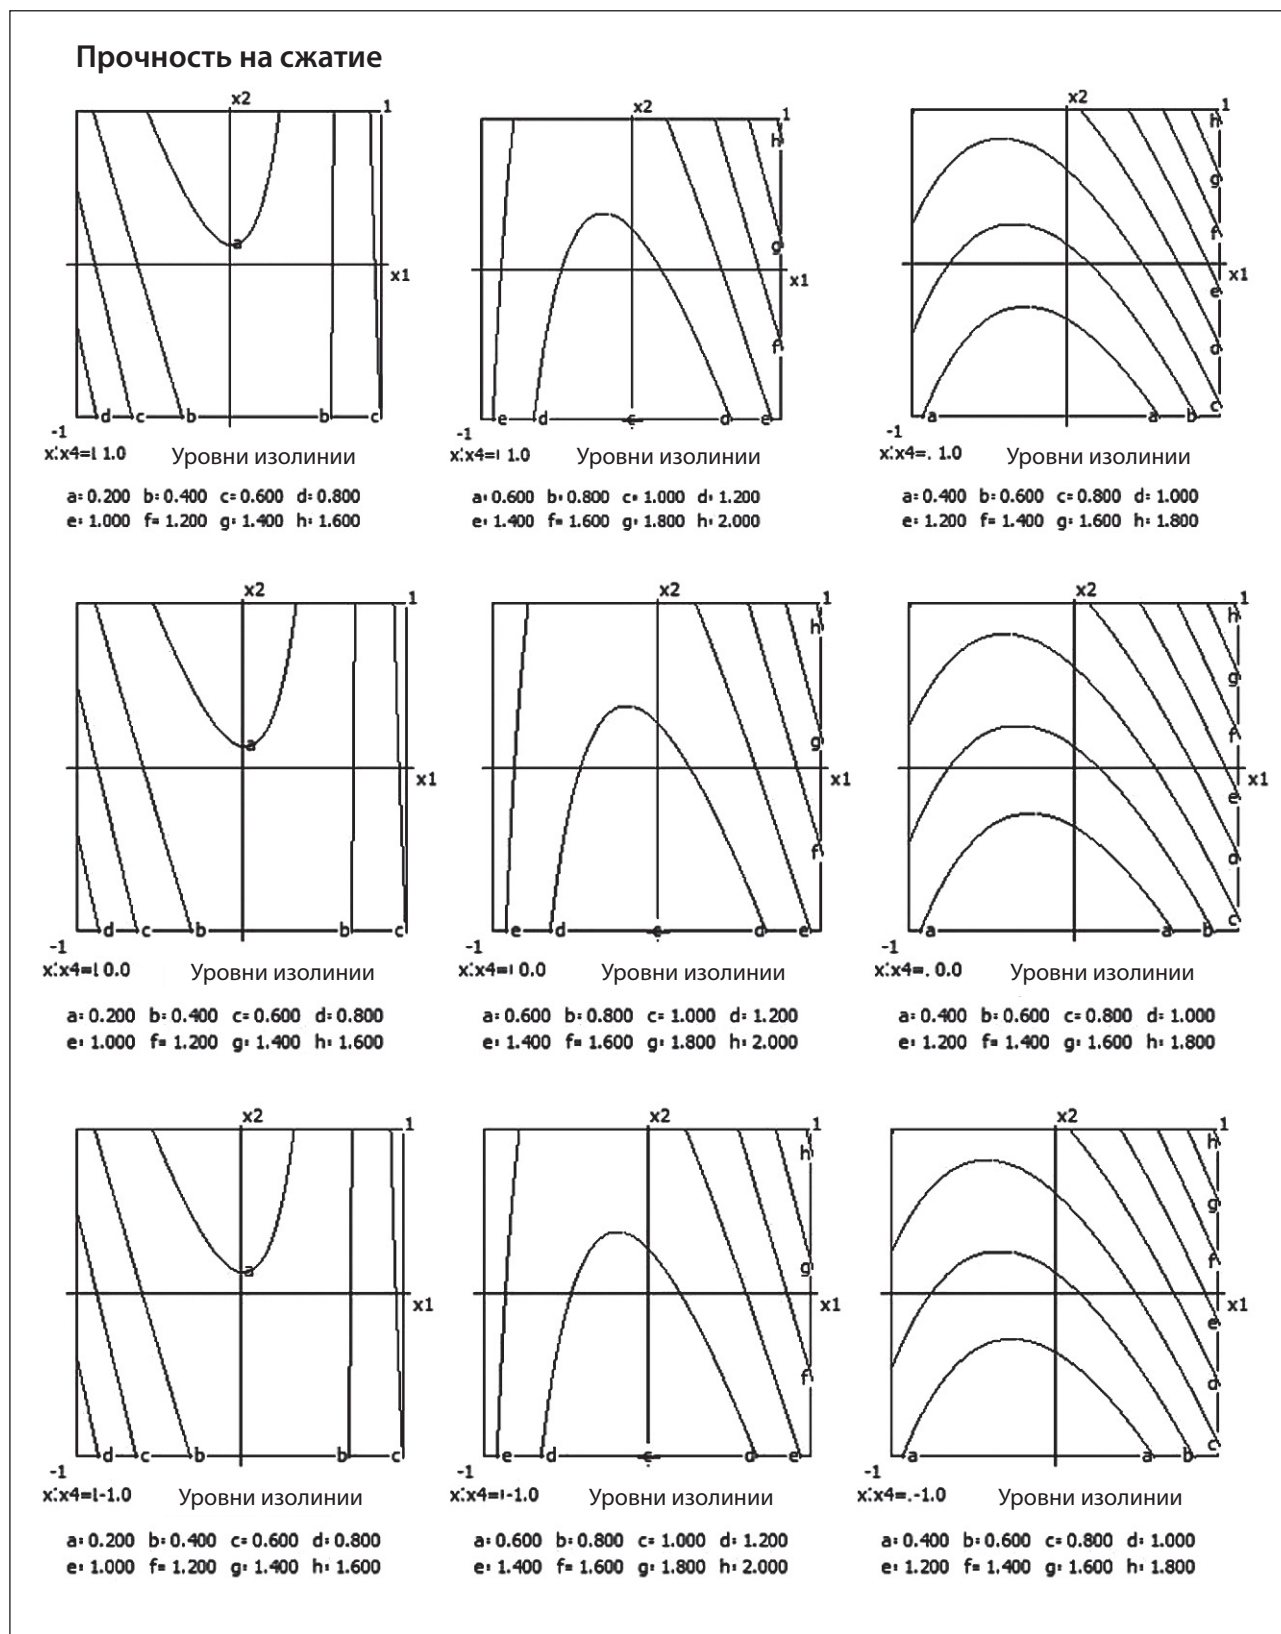 Прочность на сжатие
x2 1 x2 1 x2 1
h h
g
a g f
x1 x1 e x1
f d
c
d c b b c e d c d e a a b
-1 -1 -1
x:x4=l 1.0 Уровни изолинии x:x4=l 1.0 Уровни изолинии x:x4=. 1.0 Уровни изолинии
a: 0.200 b: 0.400 c: 0.600 d: 0.800 a: 0.600 b: 0.800 c: 1.000 d: 1.200 a: 0.400 b: 0.600 c: 0.800 d: 1.000
e: 1.000 f: 1.200 g: 1.400 h: 1.600 e: 1.400 f: 1.600 g: 1.800 h: 2.000 e: 1.200 f: 1.400 g: 1.600 h: 1.800
x2 1 x2 1 x2 1
h h
g
a g f
x1 x1 e x1
f d
c
d c b b c e d c d e a a b
-1 -1 -1
x:x4=l 0.0 Уровни изолинии x:x4=l 0.0 Уровни изолинии x:x4=. 0.0 Уровни изолинии
a: 0.200 b: 0.400 c: 0.600 d: 0.800 a: 0.600 b: 0.800 c: 1.000 d: 1.200 a: 0.400 b: 0.600 c: 0.800 d: 1.000
e: 1.000 f: 1.200 g: 1.400 h: 1.600 e: 1.400 f: 1.600 g: 1.800 h: 2.000 e: 1.200 f: 1.400 g: 1.600 h: 1.800
x2 1 x2 1 x2 1
h h
g
a g f
x1 x1 e x1
f d
c
d c b b c e d c d e a a b
-1 -1 -1
x:x4=l-1.0 Уровни изолинии x:x4=l-1.0 Уровни изолинии x:x4=.-1.0 Уровни изолинии
a: 0.200 b: 0.400 c: 0.600 d: 0.800 a: 0.600 b: 0.800 c: 1.000 d: 1.200 a: 0.400 b: 0.600 c: 0.800 d: 1.000
e: 1.000 f: 1.200 g: 1.400 h: 1.600 e: 1.400 f: 1.600 g: 1.800 h: 2.000 e: 1.200 f: 1.400 g: 1.600 h: 1.800